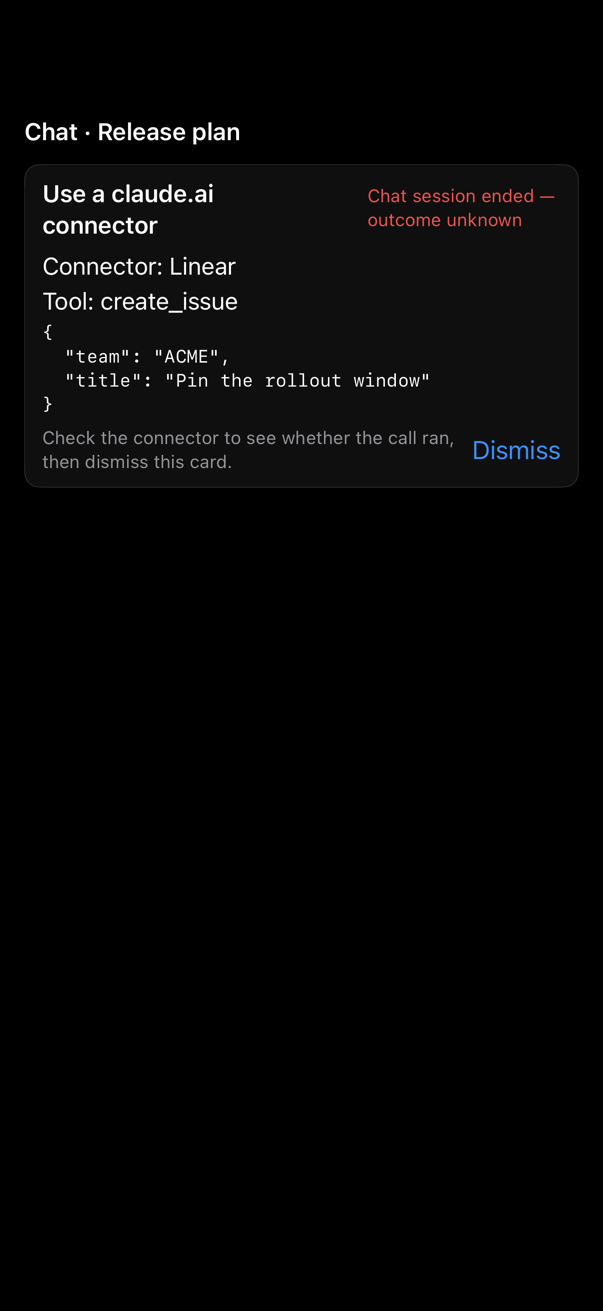 Chat · Release plan
Use a claude.ai
connector
Chat session ended —
outcome unknown
Connector: Linear
Tool: create_issue
{
  "team": "ACME",
  "title": "Pin the rollout window"
}
Check the connector to see whether the call ran,
then dismiss this card.
Dismiss